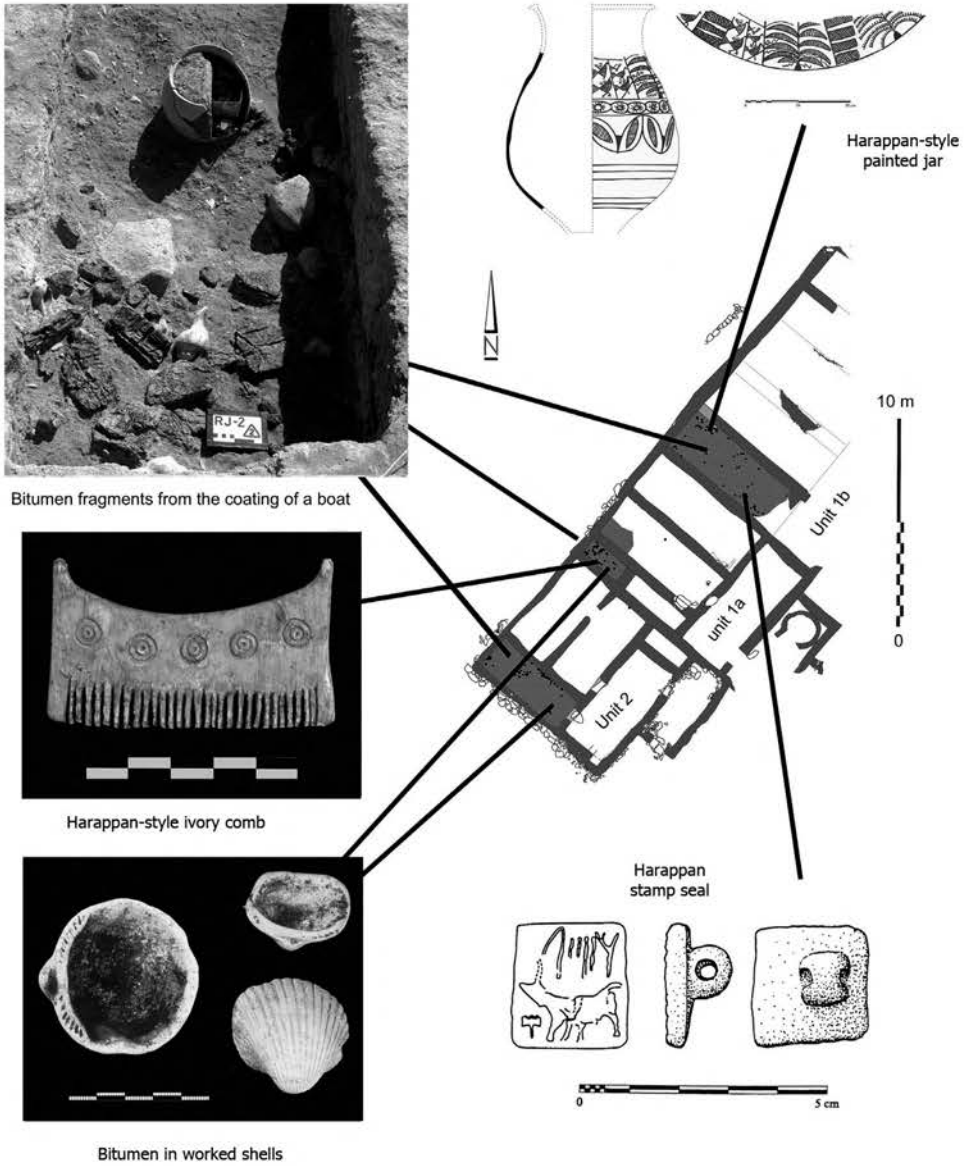 RJ-2
Bitumen fragments from the coating of a boat
Harappan-style
painted jar
N
10 m
0
Unit 1b
unit 1a
Unit 2
Harappan-style ivory comb
Bitumen in worked shells
Harappan
stamp seal
0 5 cm